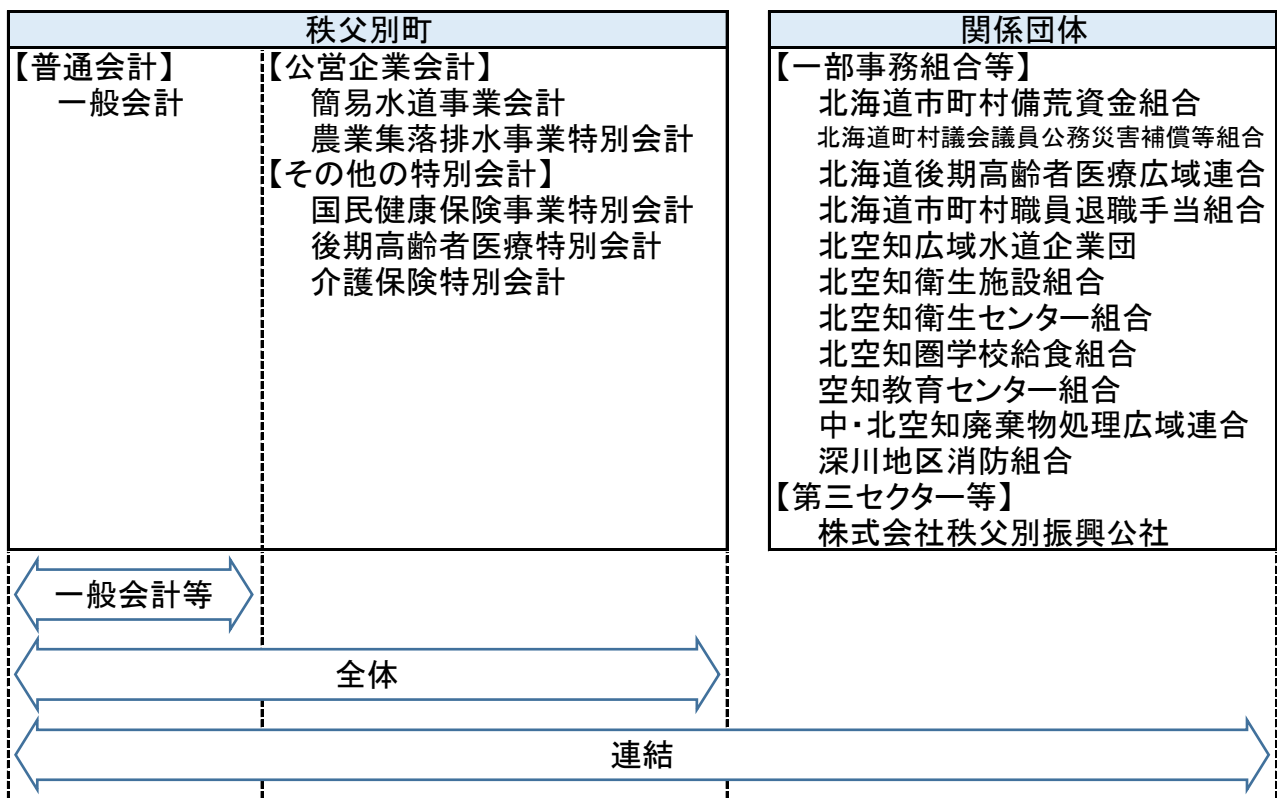 秩父別町
【普通会計】
一般会計
【公営企業会計】
簡易水道事業会計
農業集落排水事業特別会計
【その他の特別会計】
国民健康保険事業特別会計
後期高齢者医療特別会計
介護保険特別会計
関係団体
【一部事務組合等】
北海道市町村備荒資金組合
北海道町村議会議員公務災害補償等組合
北海道後期高齢者医療広域連合
北海道市町村職員退職手当組合
北空知広域水道企業団
北空知衛生施設組合
北空知衛生センター組合
北空知圏学校給食組合
空知教育センター組合
中・北空知廃棄物処理広域連合
深川地区消防組合
【第三セクター等】
株式会社秩父別振興公社
一般会計等
全体
連結